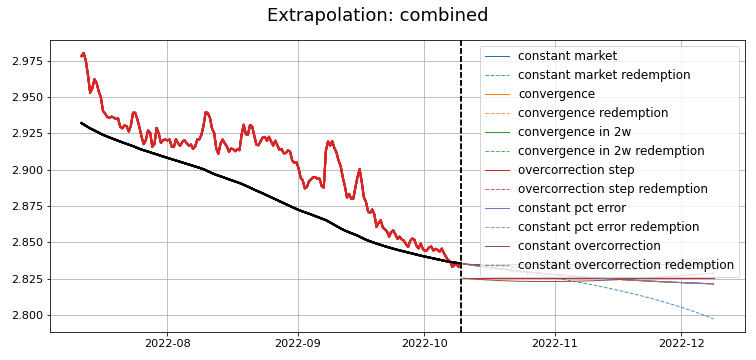 Extrapolation: combined
2.975
2.950
2.925
2.900
2.875
2.850
2.825
2.800
constant market
constant market redemption
convergence
convergence redemption
convergence in 2w
convergence in 2w redemption
overcorrection step
overcorrection step redemption
constant pct error
constant pct error redemption
constant overcorrection
constant overcorrection redemption
2022-08
2022-09
2022-10
2022-11
2022-12